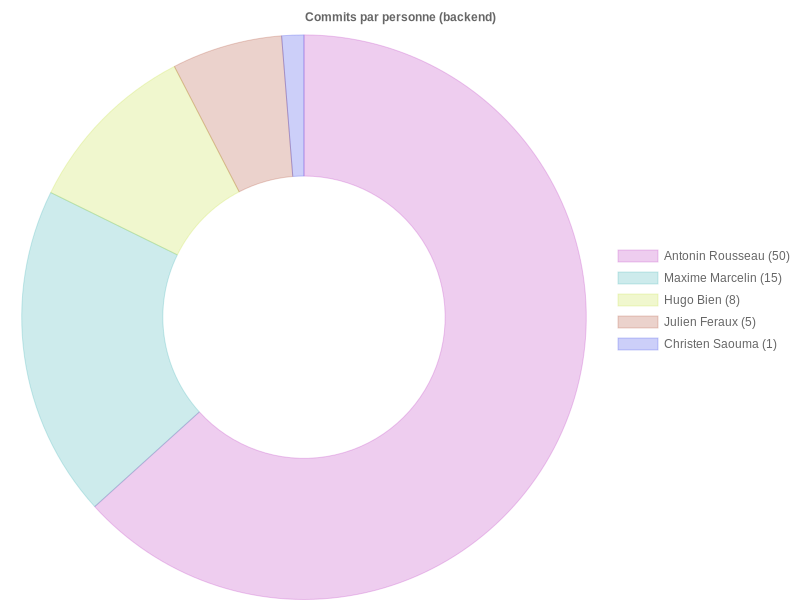 Commits par personne (backend)
Antonin Rousseau (50)
Maxime Marcelin (15)
Hugo Bien (8)
Julien Feraux (5)
Christen Saouma (1)